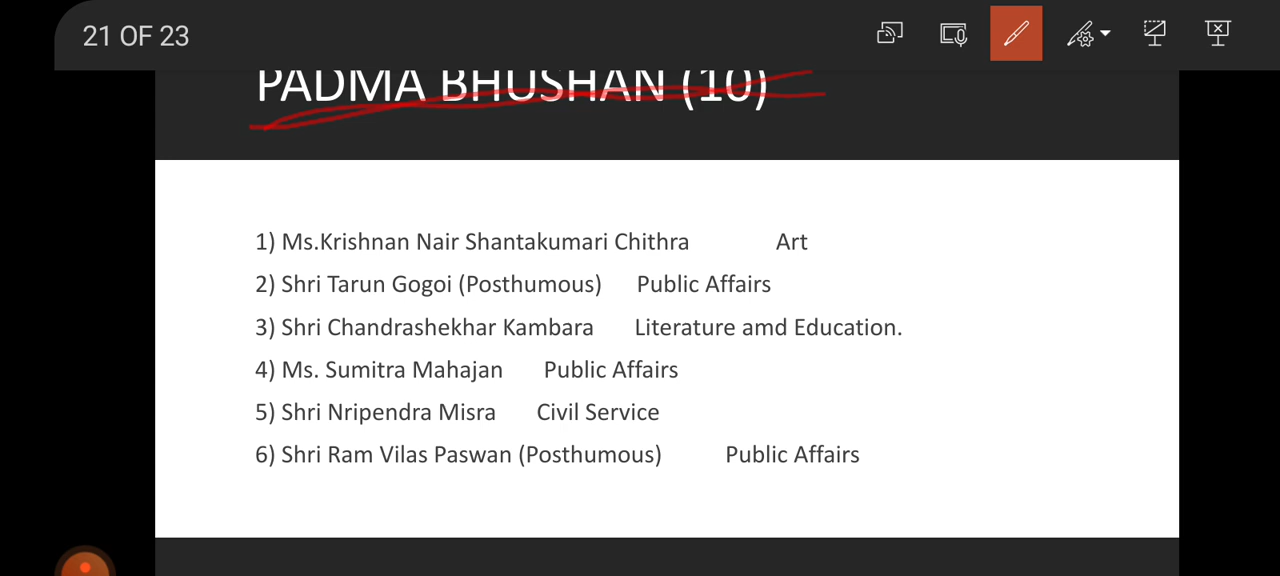 21 OF 23
PADMA BHUSHAN (10)
1) Ms.Krishnan Nair Shantakumari Chithra Art
2) Shri Tarun Gogoi (Posthumous) Public Affairs
3) Shri Chandrashekhar Kambara Literature amd Education.
4) Ms. Sumitra Mahajan Public Affairs
5) Shri Nripendra Misra Civil Service
6) Shri Ram Vilas Paswan (Posthumous) Public Affairs